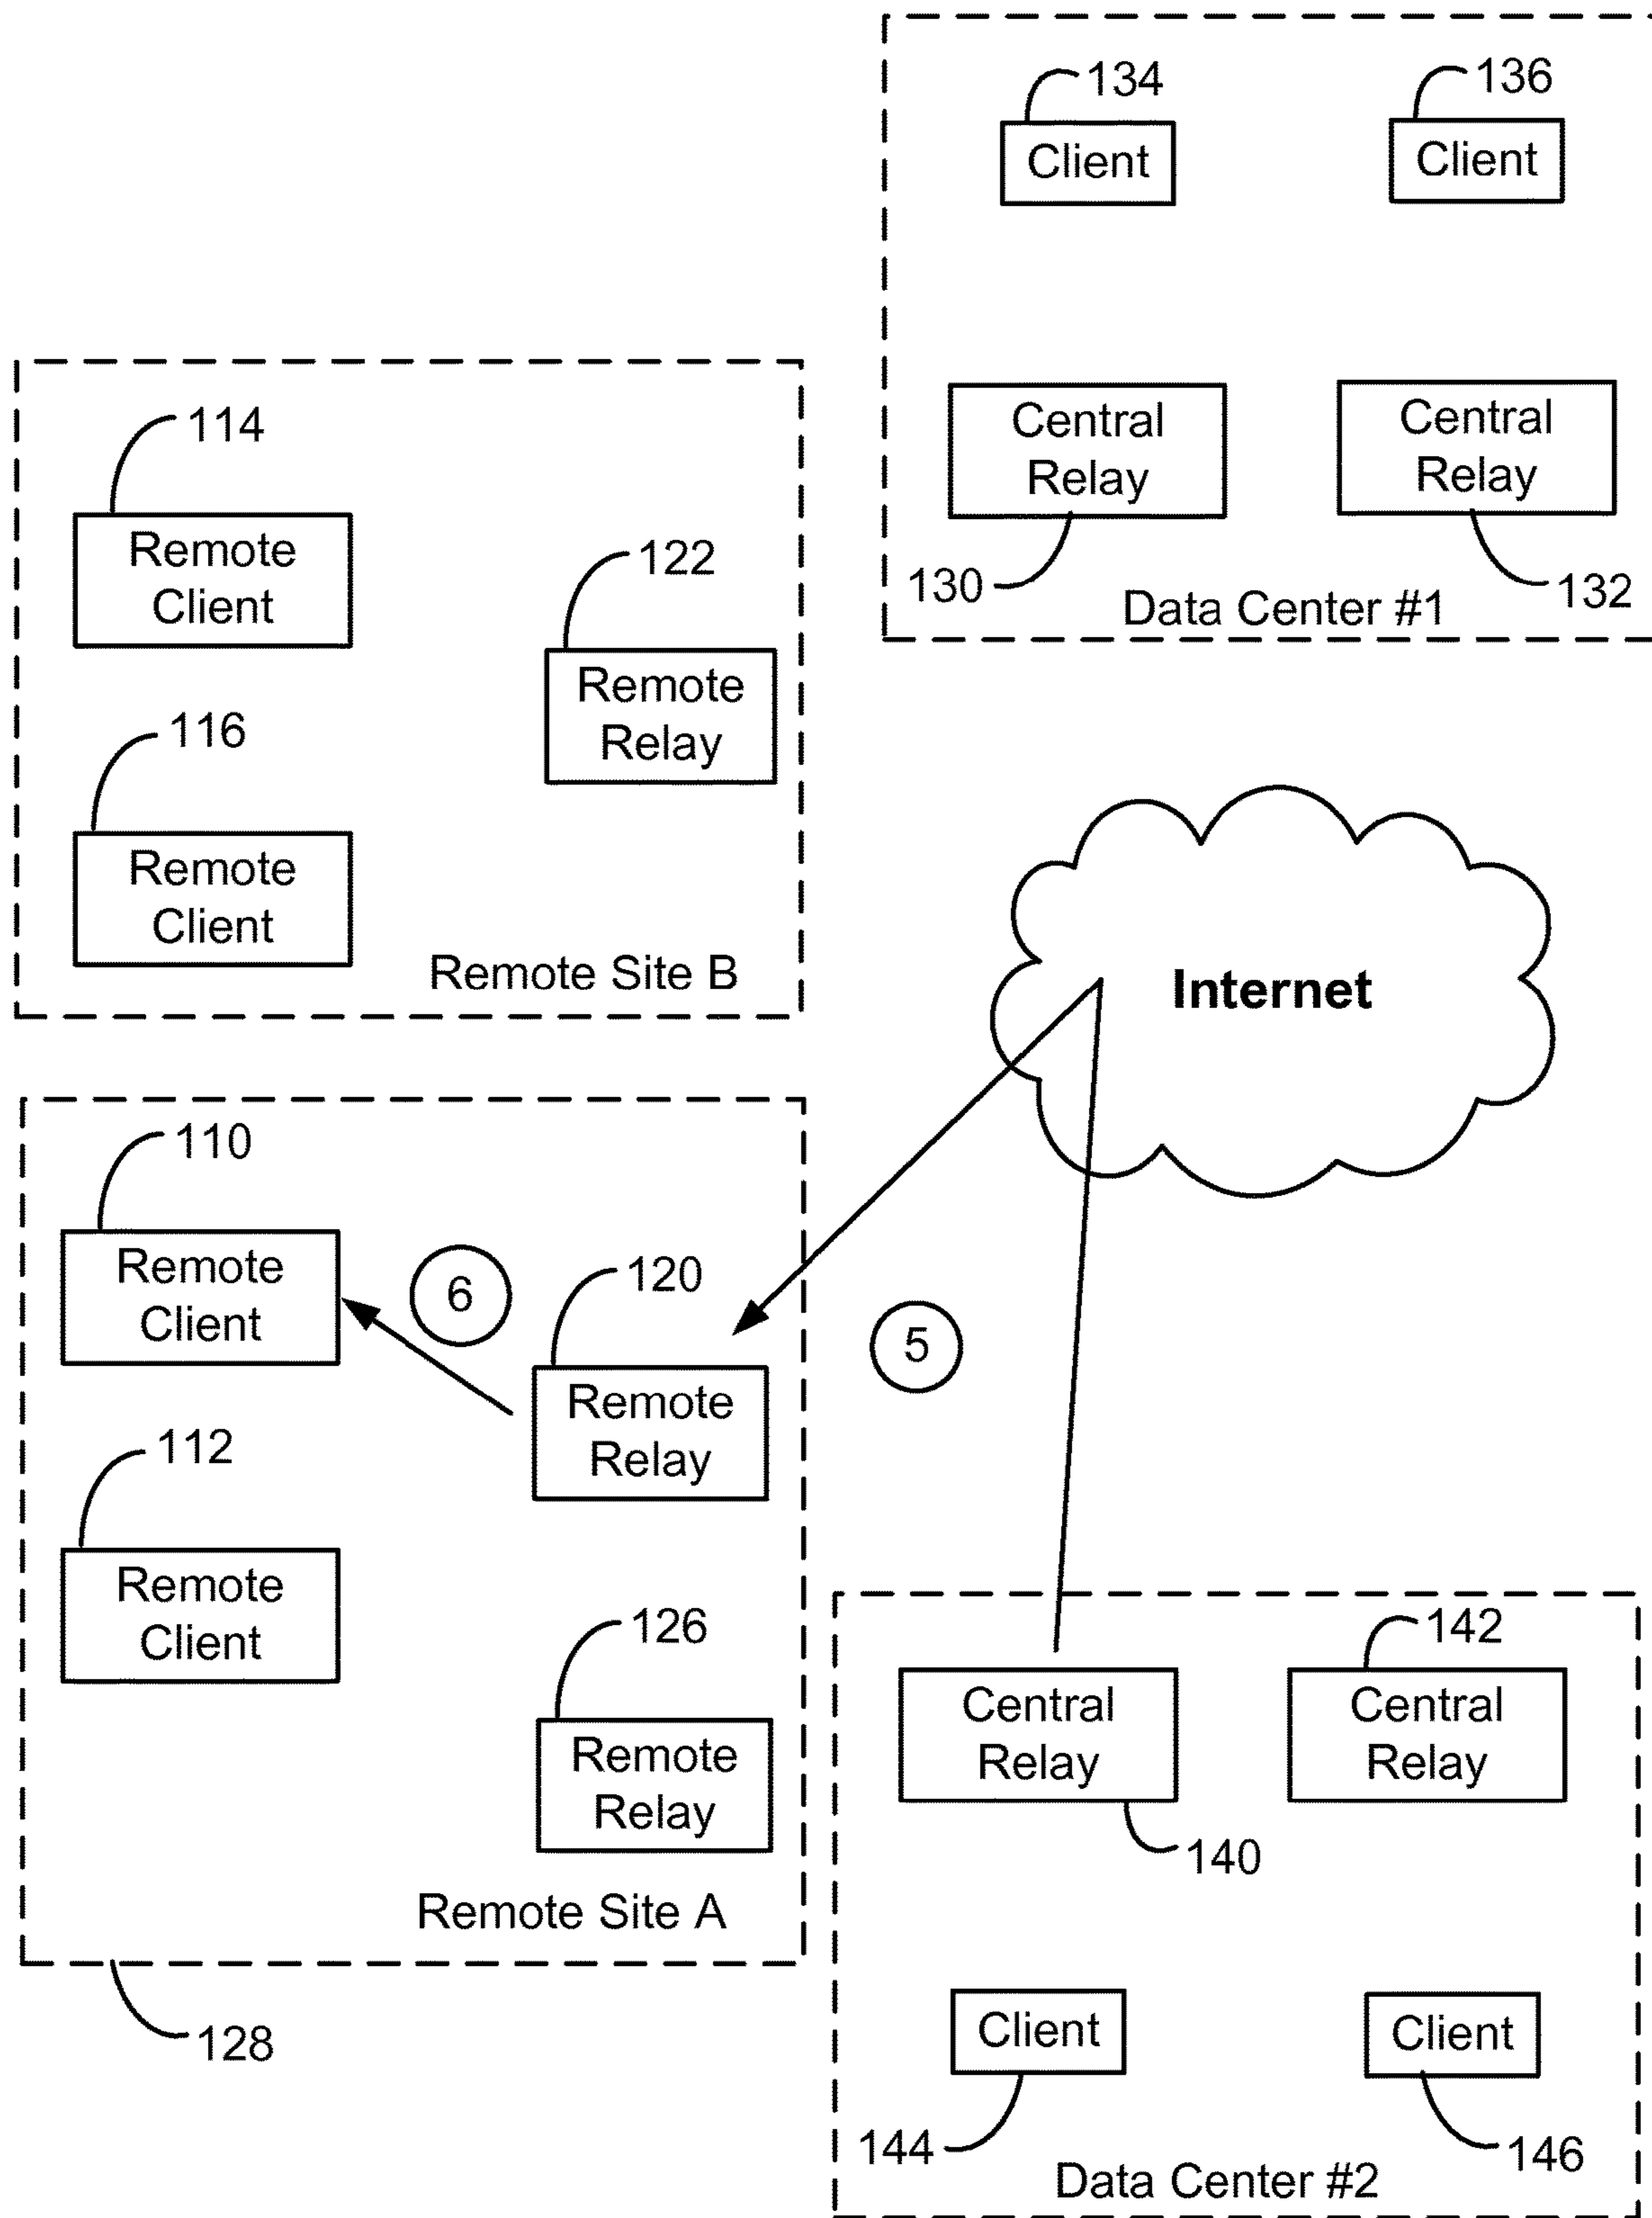 134
136
Client
Client
Central
Relay
Central
Relay
130
132
Data Center #1
114
Remote
Client
122
Remote
Relay
116
Remote
Client
Remote Site B
Internet
110
Remote
Client
6
120
Remote
Relay
5
112
Remote
Client
126
Remote
Relay
Remote Site A
128
142
Central
Relay
Central
Relay
140
Client
Client
144
146
Data Center #2